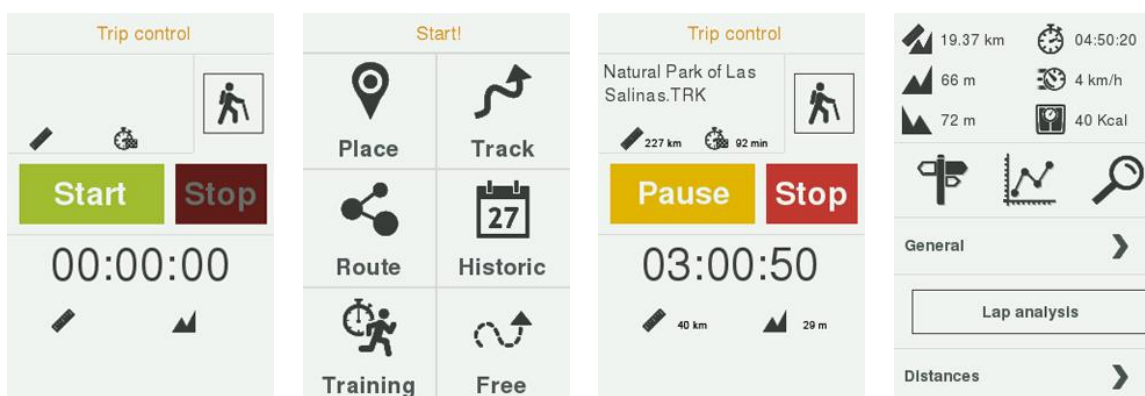 Trip control
Start
Stop
00:00:00
Start!
Place
Track
27
Route
Historic
Training
Free
Trip control
Natural Park of Las
Salinas.TRK
227 km
92 min
Pause
Stop
03:00:50
40 km
29 m
19.37 km
04:50:20
66 m
4 km/h
72 m
40 Kcal
General
Lap analysis
Distances